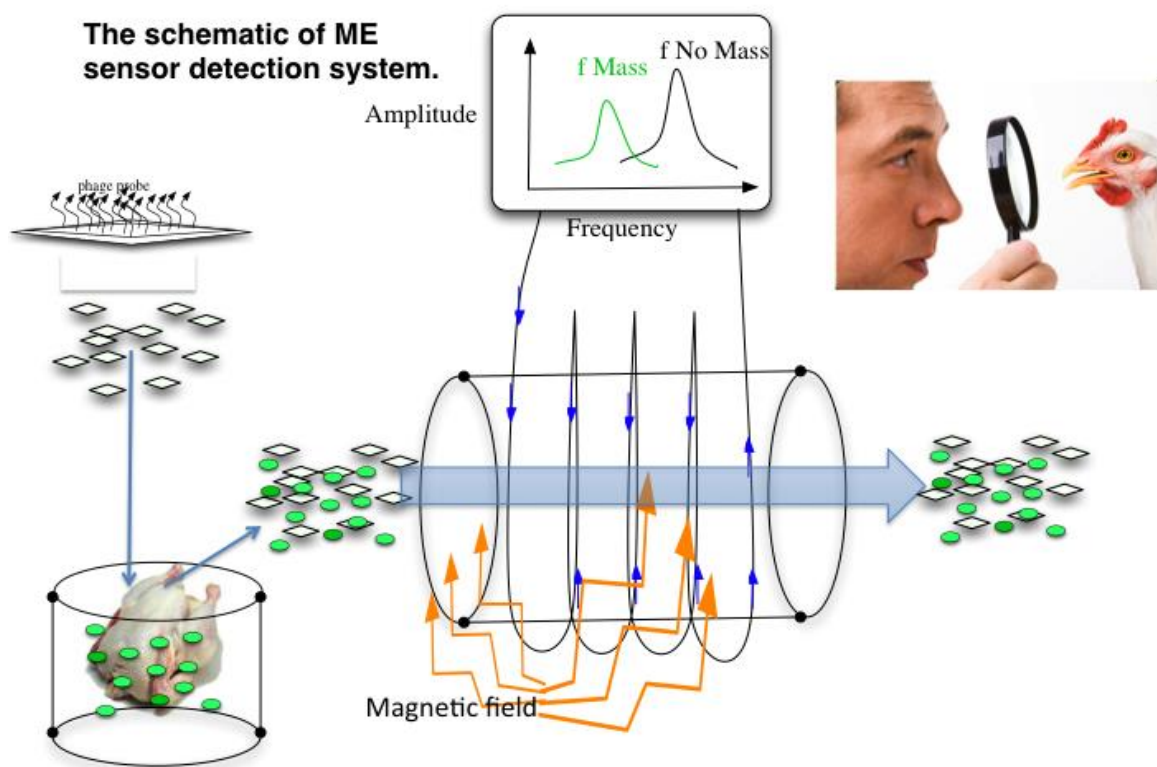 The schematic of ME
sensor detection system.
f No Mass
f Mass
Amplitude
Frequency
phage probe
Magnetic field